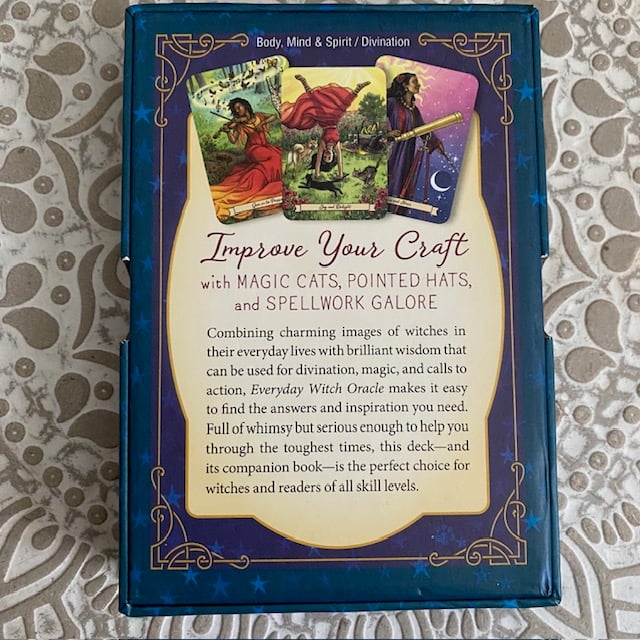 Body, Mind & Spirit / Divination
Joy and Delight
Improve Your Craft
with MAGIC CATS, POINTED HATS,
and SPELLWORK GALORE
Combining charming images of witches in
their everyday lives with brilliant wisdom that
can be used for divination, magic, and calls to
action, Everyday Witch Oracle makes it easy
to find the answers and inspiration you need.
Full of whimsy but serious enough to help you
through the toughest times, this deck—and
its companion book—is the perfect choice for
witches and readers of all skill levels.